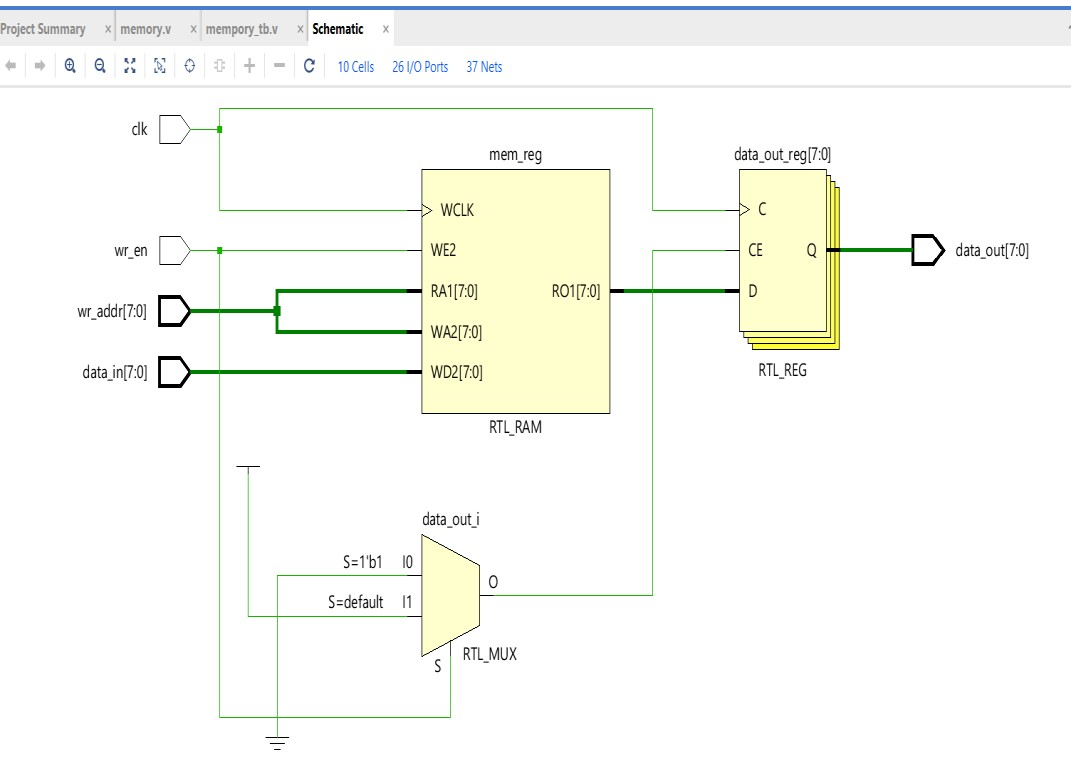 Project Summary x memory.v x mempory_tb.v x Schematic x
10 Cells 26 I/O Ports 37 Nets
clk
mem_reg
data_out_reg[7:0]
WCLK
C
wr_en
WE2
CE
Q
data_out[7:0]
wr_addr[7:0]
RA1[7:0]
RO1[7:0]
D
WA2[7:0]
data_in[7:0]
WD2[7:0]
RTL_REG
RTL_RAM
data_out_i
S=1'b1 I0
O
S=default I1
S
RTL_MUX